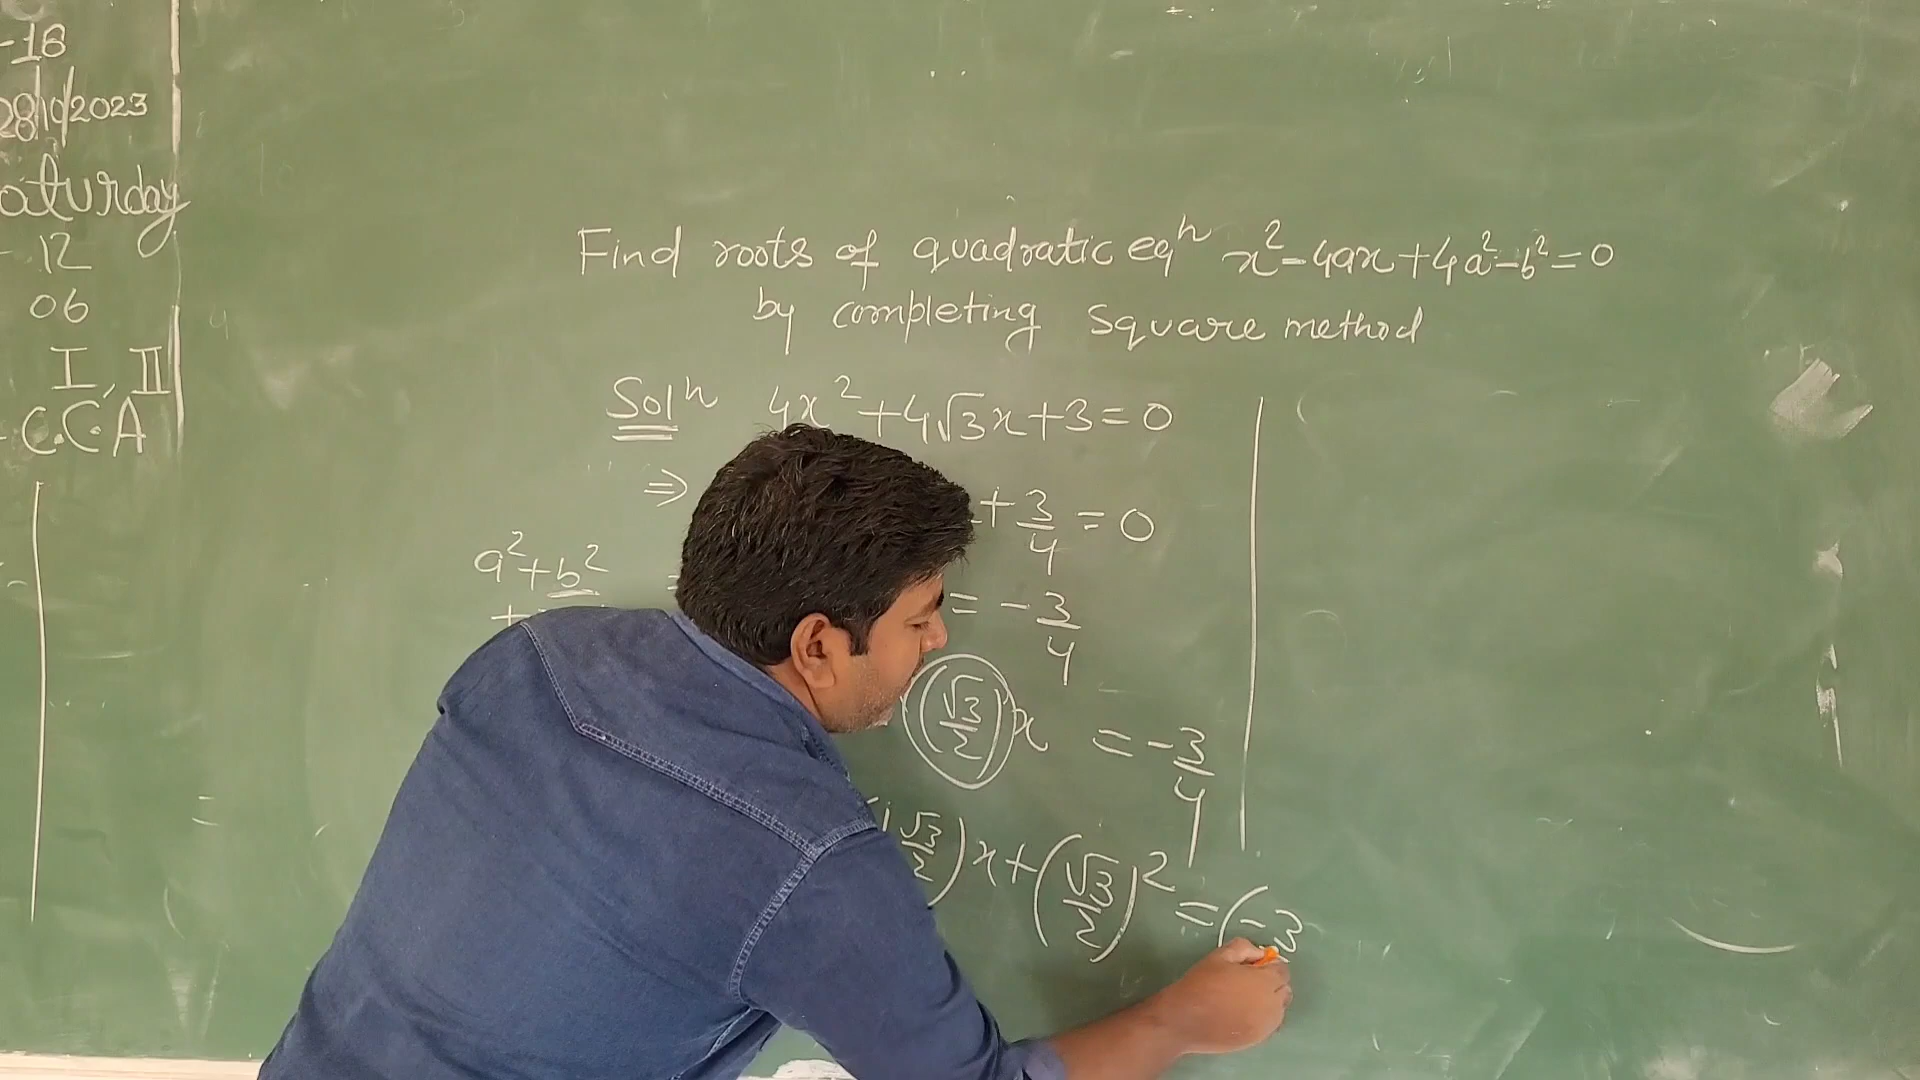 -18
28/10/2023
aturday
- 12
06
I, II
- C.C.A
Find roots of quadratic eqⁿ x²-4ax+4a²-b²=0
by completing Square method
Solⁿ 4x²+4√3x+3=0
⇒ +3/4=0
a²+b²
+
= -3/4
(√3/2)x = -3/4
(√3/2)x+(√3/2)²=(-3
=